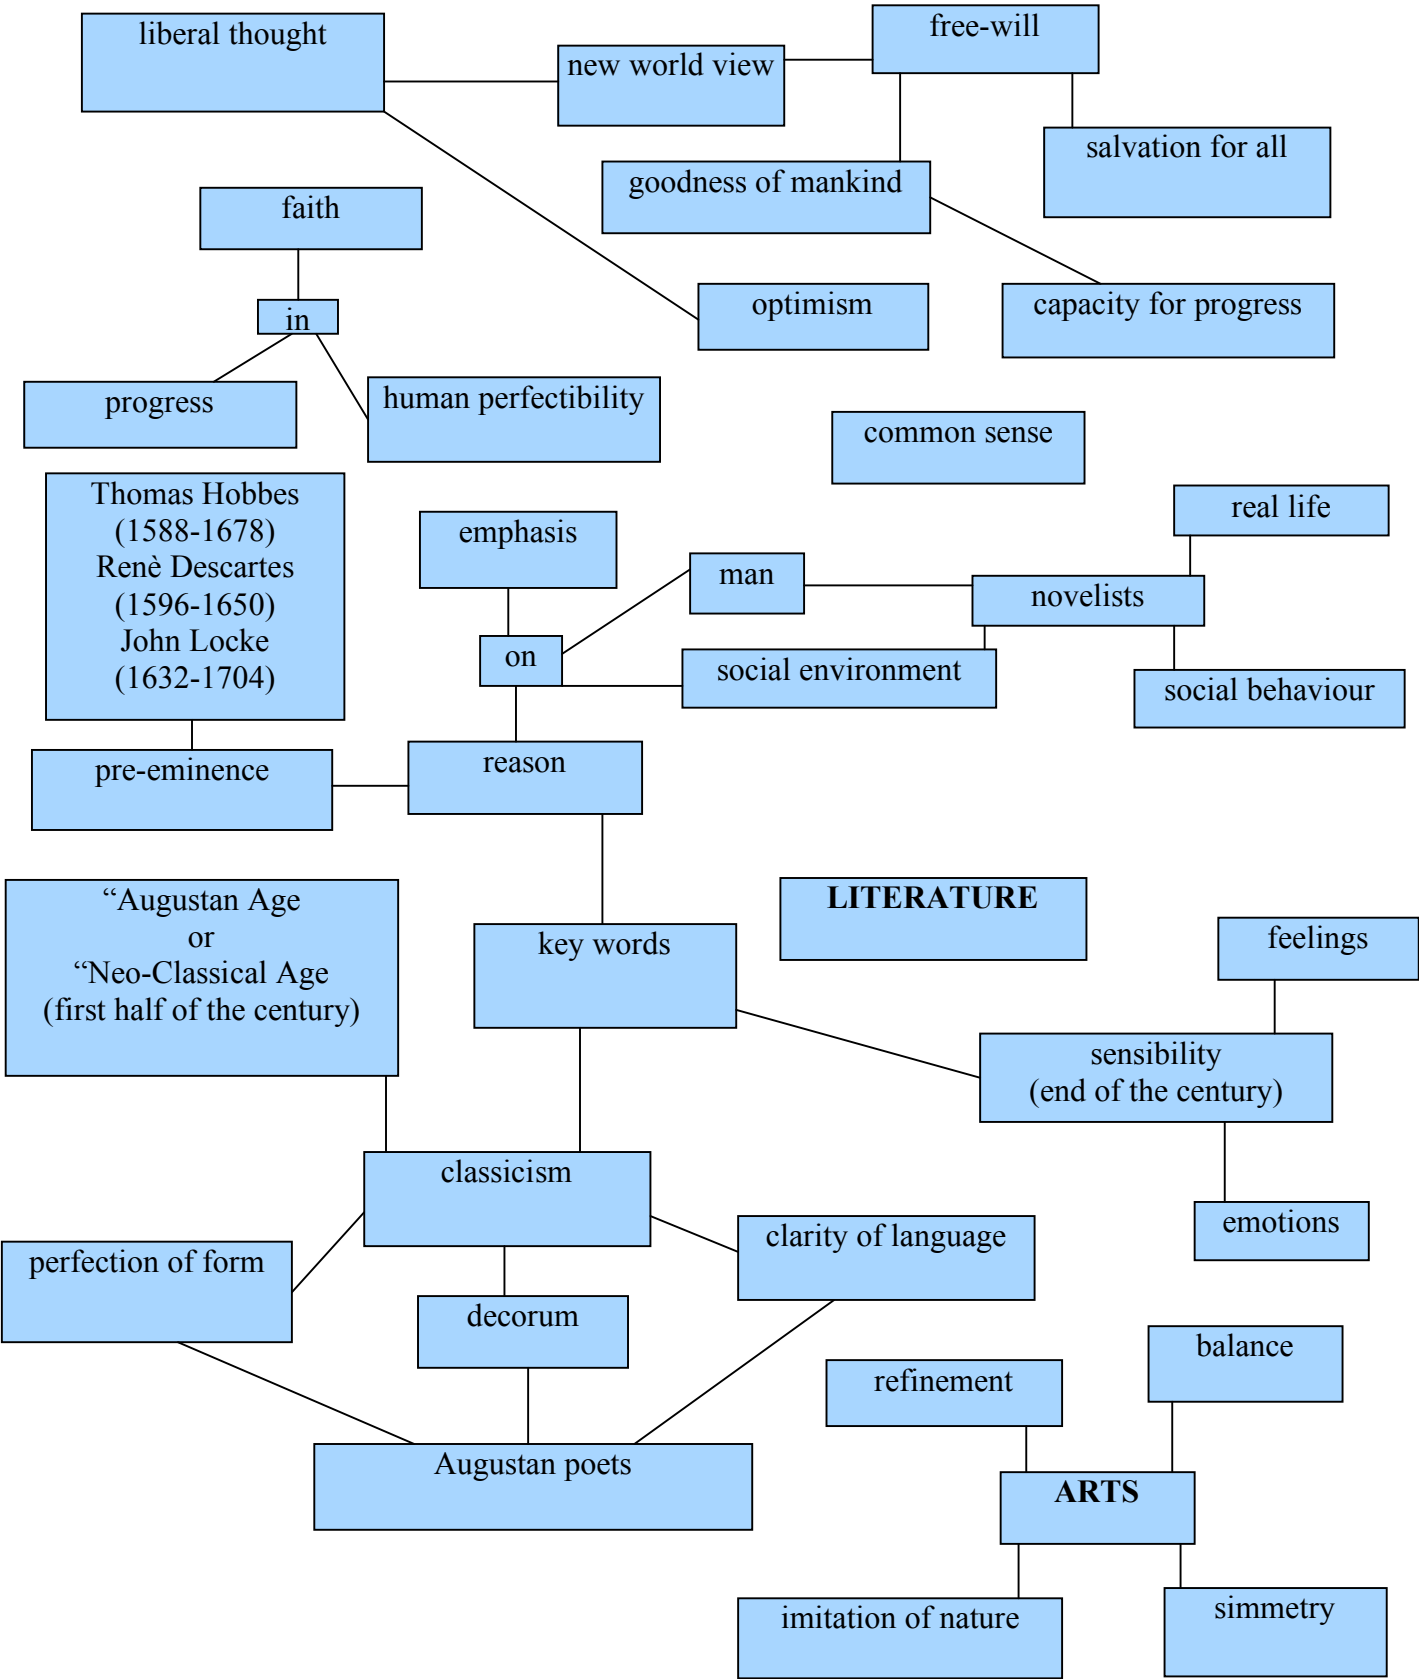 liberal thought
free-will
new world view
salvation for all
goodness of mankind
faith
optimism
capacity for progress
in
progress
human perfectibility
common sense
Thomas Hobbes
(1588-1678)
Renè Descartes
(1596-1650)
John Locke
(1632-1704)
emphasis
real life
man
novelists
on
social environment
social behaviour
pre-eminence
reason
“Augustan Age
or
“Neo-Classical Age
(first half of the century)
LITERATURE
key words
feelings
sensibility
(end of the century)
classicism
emotions
clarity of language
perfection of form
decorum
balance
refinement
Augustan poets
ARTS
imitation of nature
simmetry